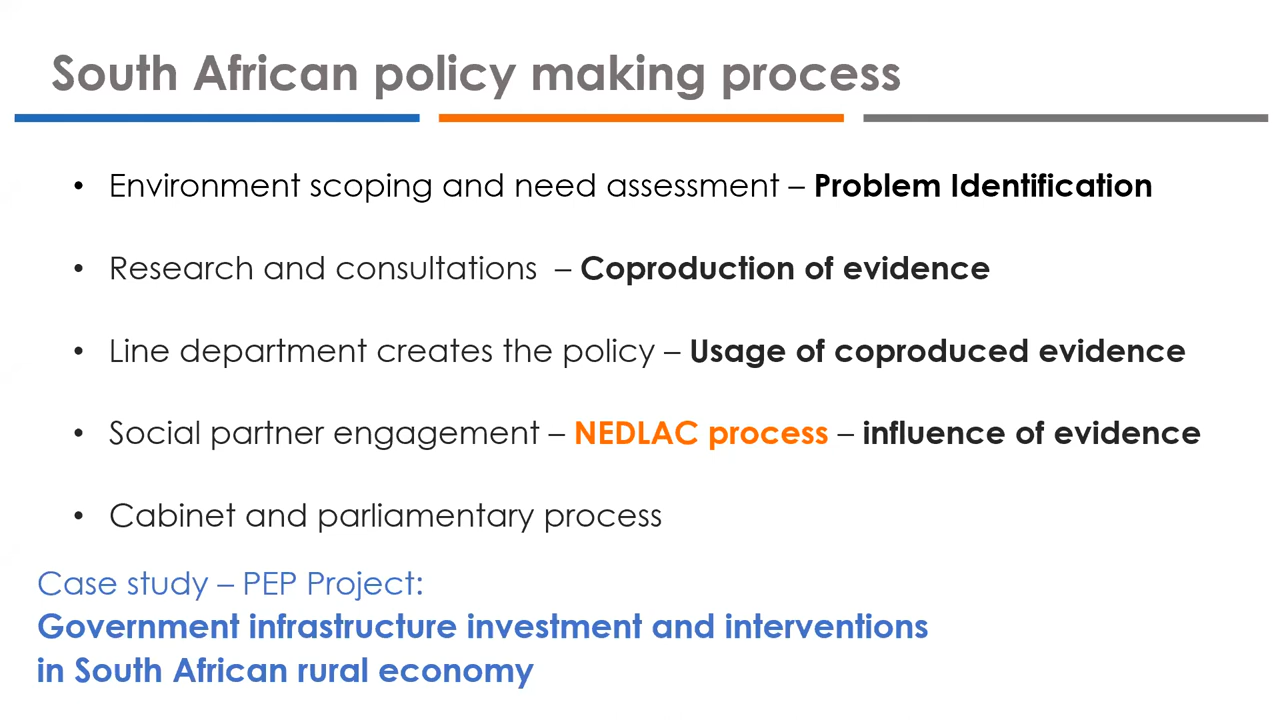 South African policy making process
• Environment scoping and need assessment – Problem Identification
• Research and consultations – Coproduction of evidence
• Line department creates the policy – Usage of coproduced evidence
• Social partner engagement – NEDLAC process – influence of evidence
• Cabinet and parliamentary process
Case study – PEP Project:
Government infrastructure investment and interventions
in South African rural economy